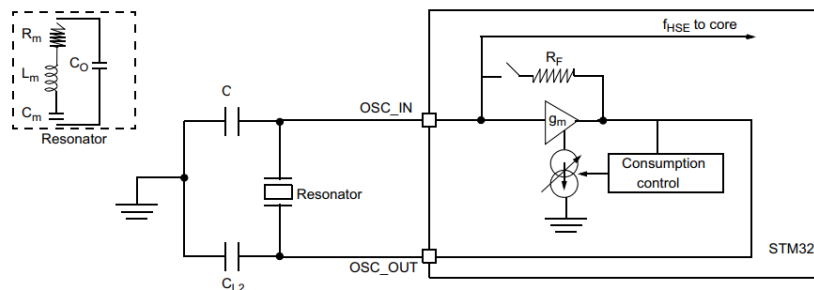 Rm
Lm
Cm
CO
Resonator
fHSE to core
RF
C
OSC_IN
gm
Consumption
control
Resonator
STM32
OSC_OUT
CL2